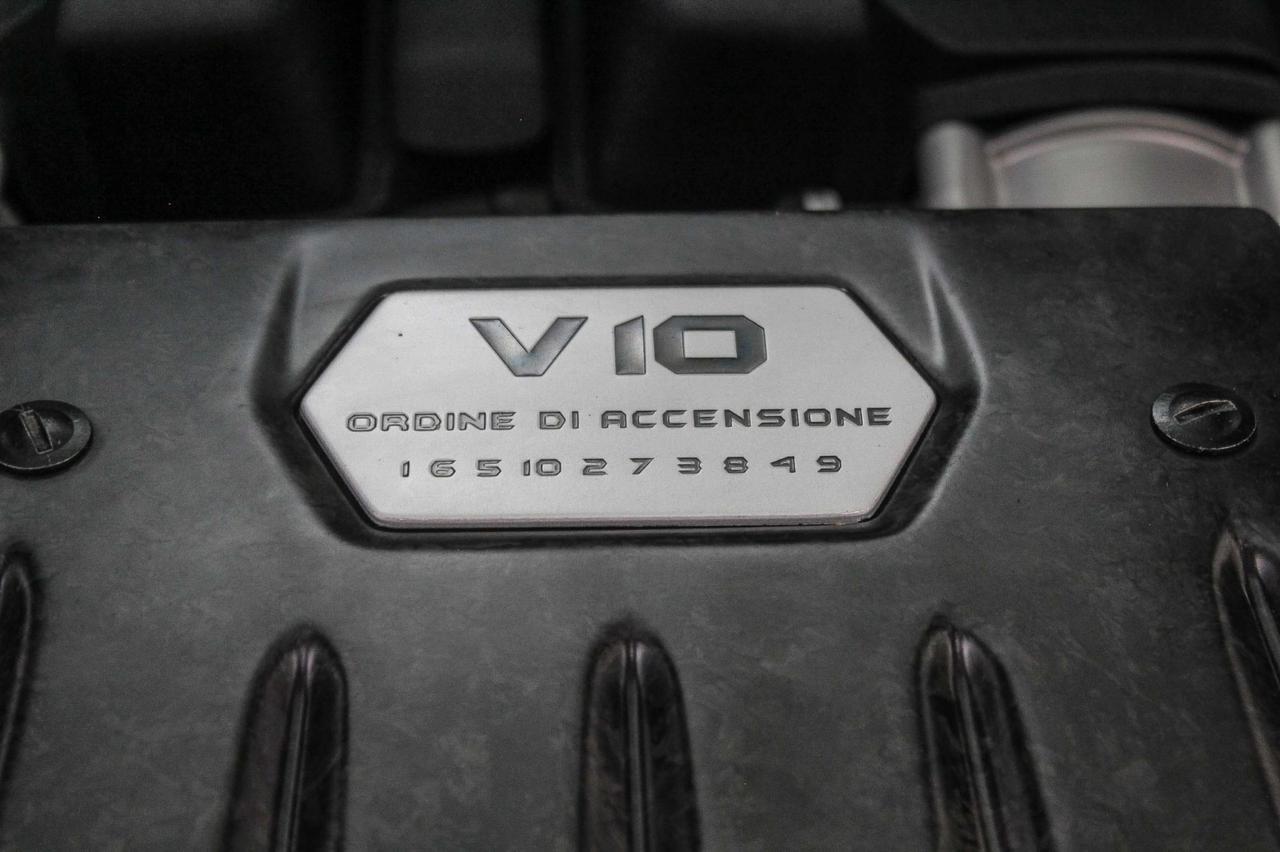 V10
ORDINE DI ACCENSIONE
1 6 5 10 2 7 3 8 4 9